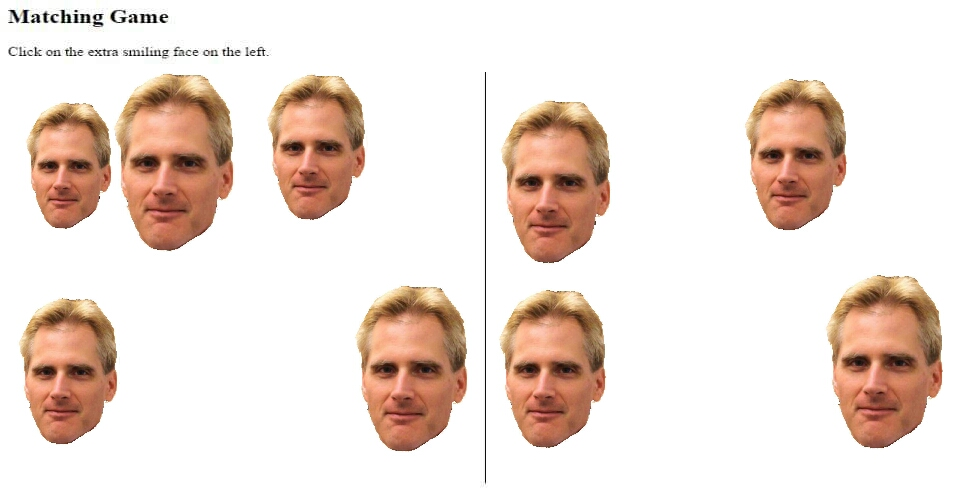 Matching Game
Click on the extra smiling face on the left.